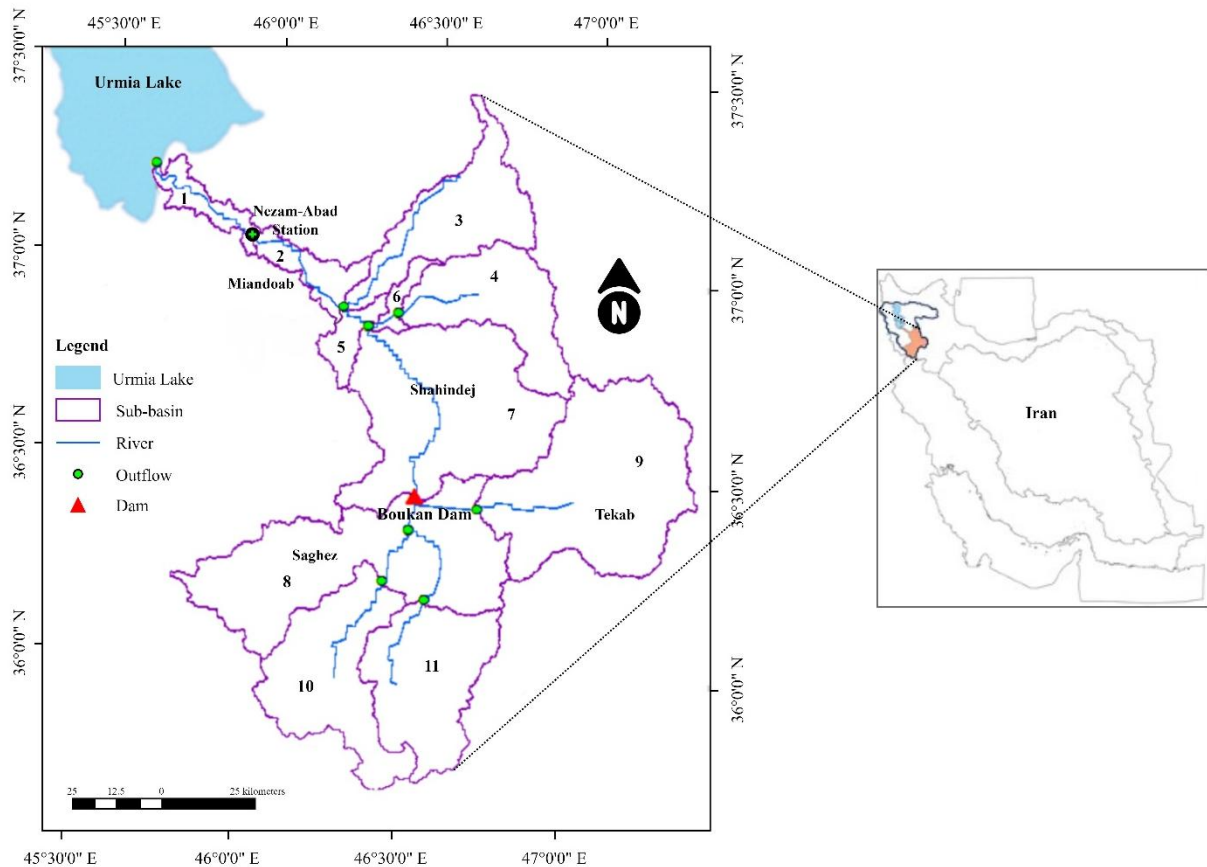 45°30'0" E 46°0'0" E 46°30'0" E 47°0'0" E
37°30'0" N
37°0'0" N
36°30'0" N
36°0'0" N
Urmia Lake
1
Nezam-Abad
Station
2
Miandoab
3
4
6
5
N
Shahindej
7
9
Boukan Dam
Tekab
Saghez
8
10
11
Legend
Urmia Lake
Sub-basin
River
Outflow
Dam
25 12.5 0 25 kilometers
37°30'0" N
37°0'0" N
36°30'0" N
36°0'0" N
45°30'0" E 46°0'0" E 46°30'0" E 47°0'0" E
Iran